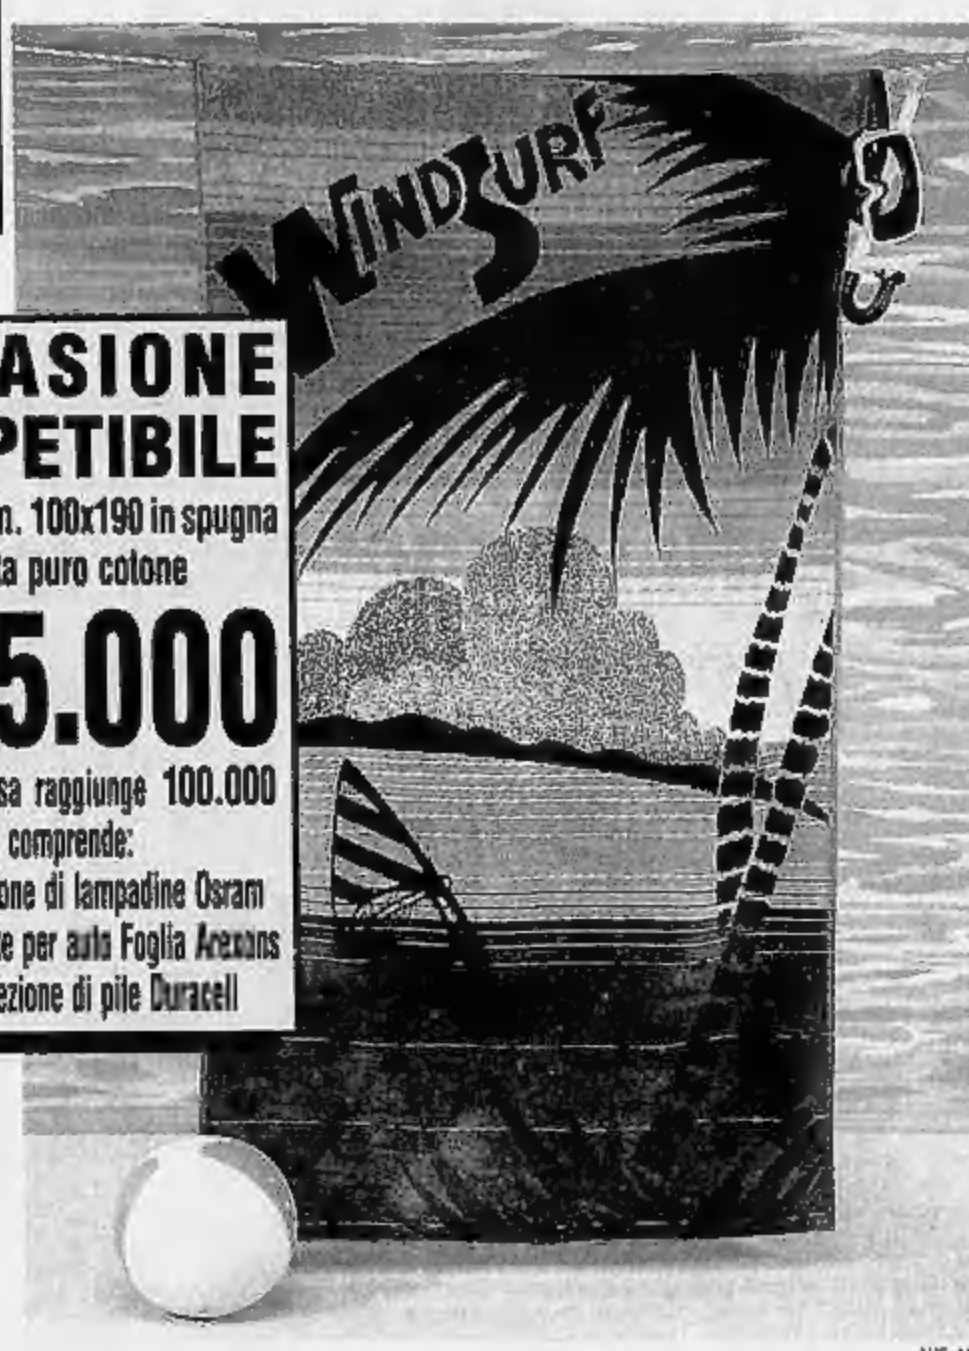 WINDSURF
ASIONE
PETIBILE
m. 100x190 in spugna
ta puro cotone
5.000
sa raggiunge 100.000
comprende:
one di lampadine Osram
te per auto Foglia Arexons
ezione di pile Duracell